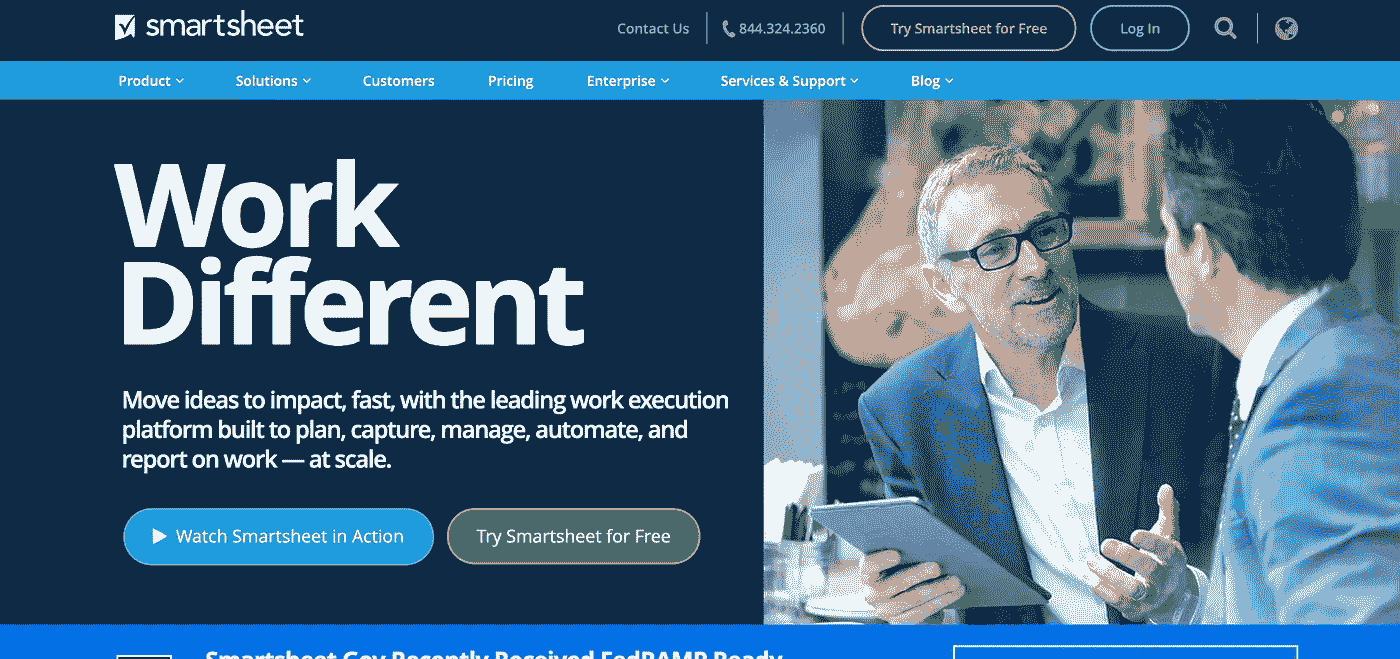 smartsheet
Contact Us
844.324.2360
Try Smartsheet for Free
Log In
Product
Solutions
Customers
Pricing
Enterprise
Services & Support
Blog
Work
Different
Move ideas to impact, fast, with the leading work execution
platform built to plan, capture, manage, automate, and
report on work — at scale.
Watch Smartsheet in Action
Try Smartsheet for Free
Smartsheet Gov Recently Received FedRAMP Ready